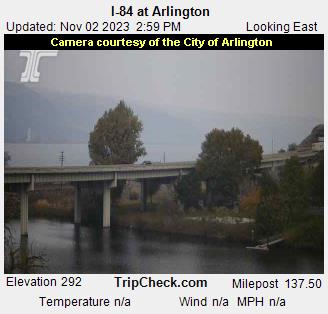 I-84 at Arlington
Updated: Nov 02 2023 2:59 PM Looking East
Camera courtesy of the City of Arlington
Elevation 292 TripCheck.com Milepost 137.50
Temperature n/a Wind n/a MPH n/a